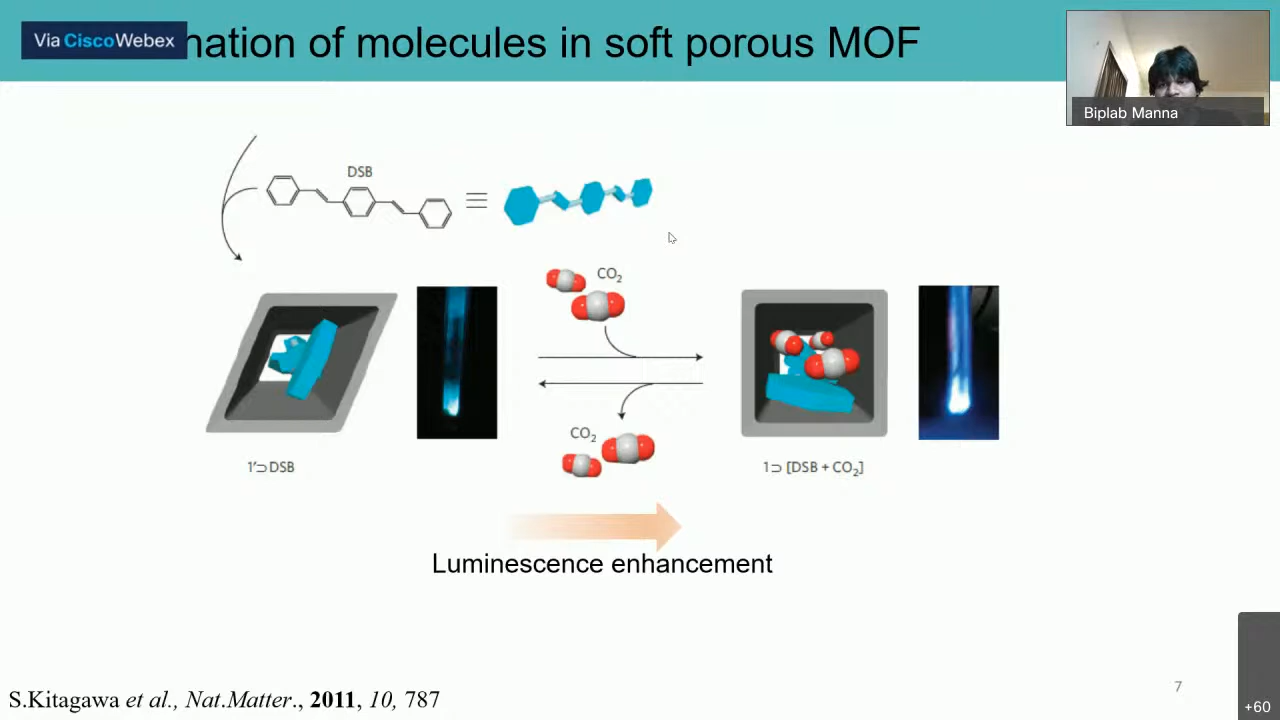 Via Cisco Webex
nation of molecules in soft porous MOF
Biplab Manna
DSB
CO₂
CO₂
1′⊃DSB
1⊃ [DSB + CO₂]
Luminescence enhancement
S.Kitagawa et al., Nat.Matter., 2011, 10, 787
7
+60